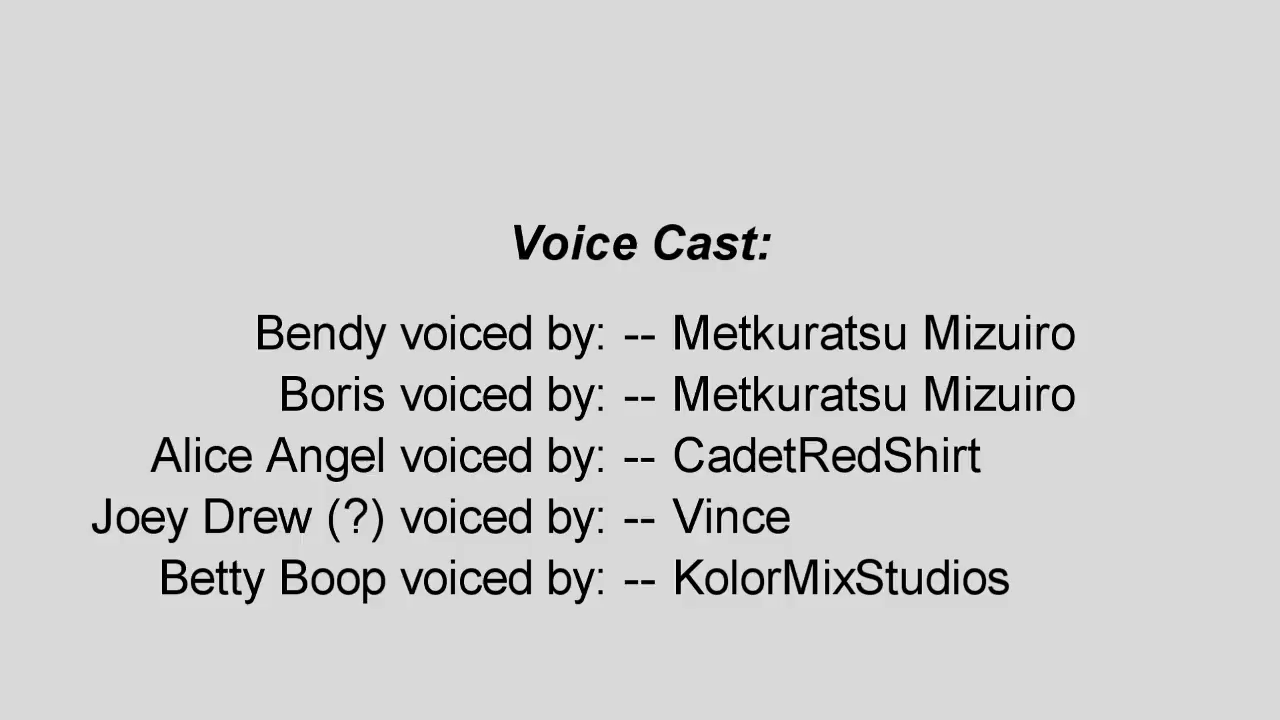 Voice Cast:
Bendy voiced by: -- Metkuratsu Mizuiro
Boris voiced by: -- Metkuratsu Mizuiro
Alice Angel voiced by: -- CadetRedShirt
Joey Drew (?) voiced by: -- Vince
Betty Boop voiced by: -- KolorMixStudios